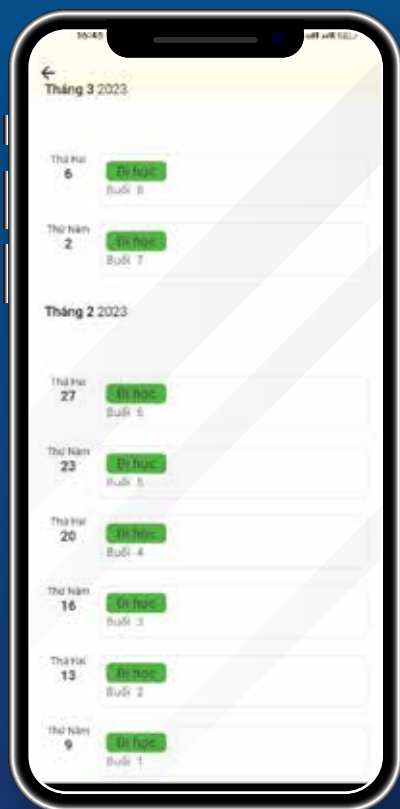 16:43
Tháng 3 2023
Thứ Hai
6
Đi học
Buổi 8
Thứ Năm
2
Đi học
Buổi 7
Tháng 2 2023
Thứ Hai
27
Đi học
Buổi 6
Thứ Năm
23
Đi học
Buổi 5
Thứ Hai
20
Đi học
Buổi 4
Thứ Năm
16
Đi học
Buổi 3
Thứ Hai
13
Đi học
Buổi 2
Thứ Năm
9
Đi học
Buổi 1